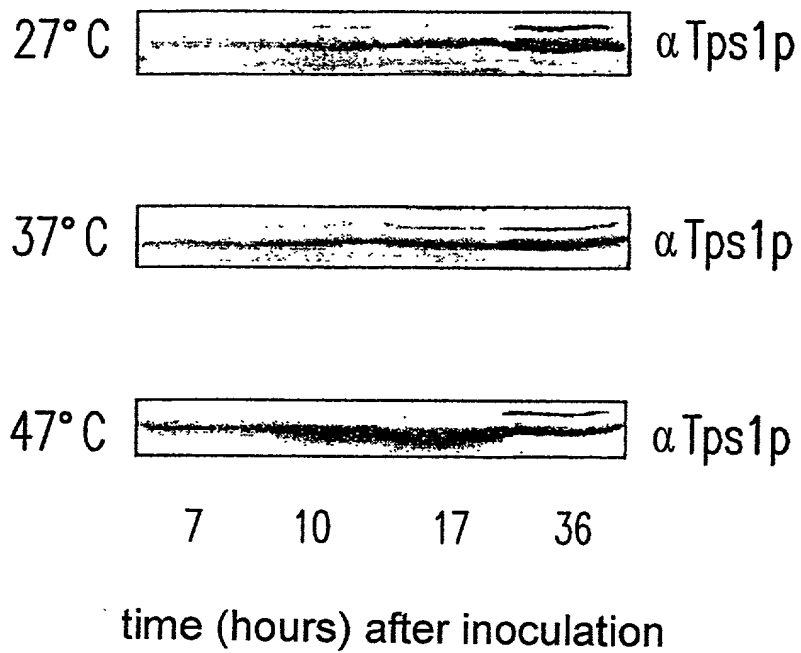 27°C αTps1p
37°C αTps1p
47°C αTps1p
7 10 17 36
time (hours) after inoculation